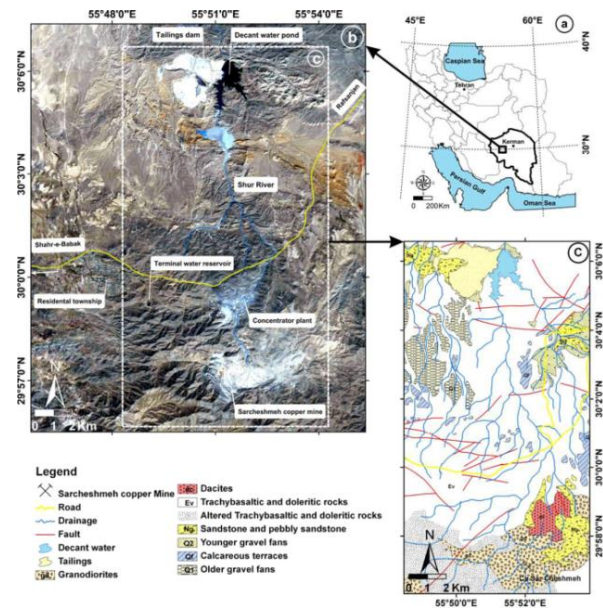 55°48'0"E
55°51'0"E
55°54'0"E
Tailings dam
Decant water pond
b
c
30°6'0"N
30°3'0"N
30°0'0"N
29°57'0"N
Rafsanjan
Shur River
Shahr-e-Babak
Terminal water reservoir
Residental township
Concentrator plant
Sarcheshmeh copper mine
N
0 1 2 Km
45°E
60°E
a
40°N
30°N
Caspian Sea
Tehran
Kerman
Persian Gulf
Oman Sea
0 200Km
C
30°6'0"N
30°4'0"N
30°2'0"N
30°0'0"N
29°58'0"N
Ev
N
0 1 2 Km
55°50'0"E
55°52'0"E
Legend
Sarcheshmeh copper Mine
Road
Drainage
Fault
Decant water
Tailings
Granodiorites
Dacites
Ev Trachybasaltic and doleritic rocks
Altered Trachybasaltic and doleritic rocks
Ng Sandstone and pebbly sandstone
Q2 Younger gravel fans
Qf Calcareous terraces
Q1 Older gravel fans